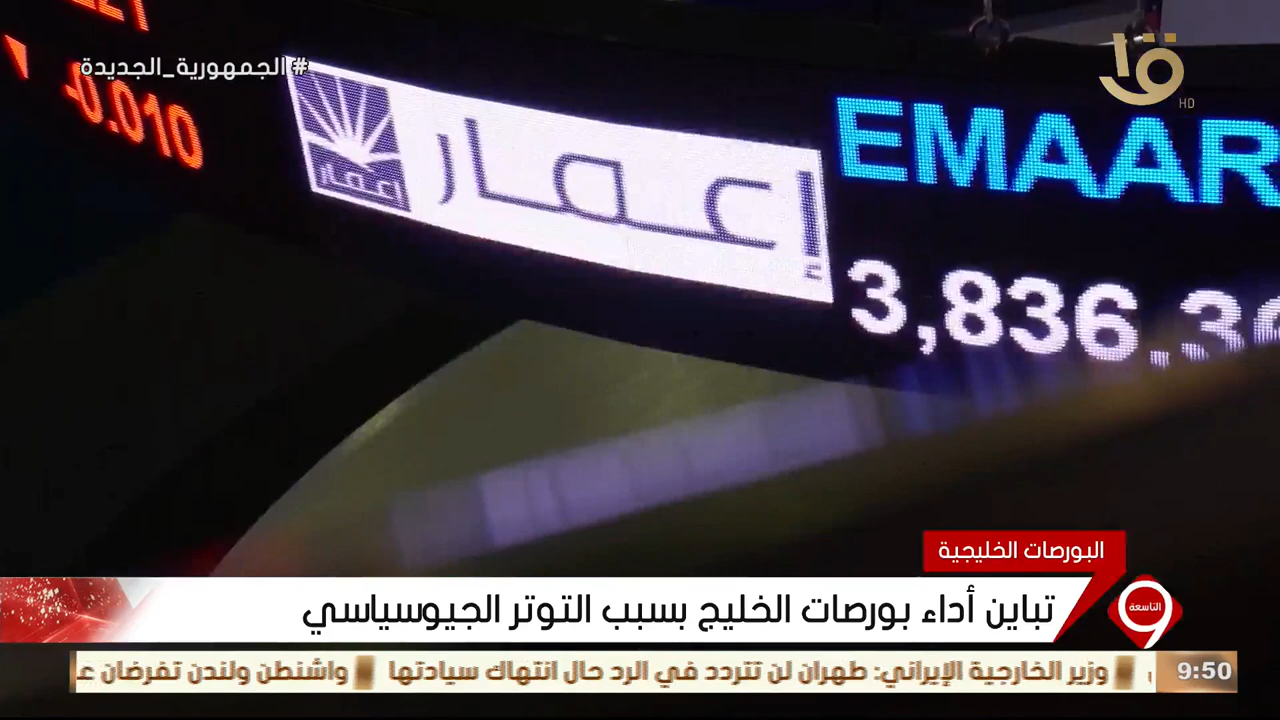 #الجمهورية_الجديدة
HD
-0.010
إعمار
إعمار
EMAAR
3,836.3
البورصات الخليجية
تباين أداء بورصات الخليج بسبب التوتر الجيوسياسي
التاسعة
9:50
وزير الخارجية الإيراني: طهران لن تتردد في الرد حال انتهاك سيادتها
واشنطن ولندن تفرضان